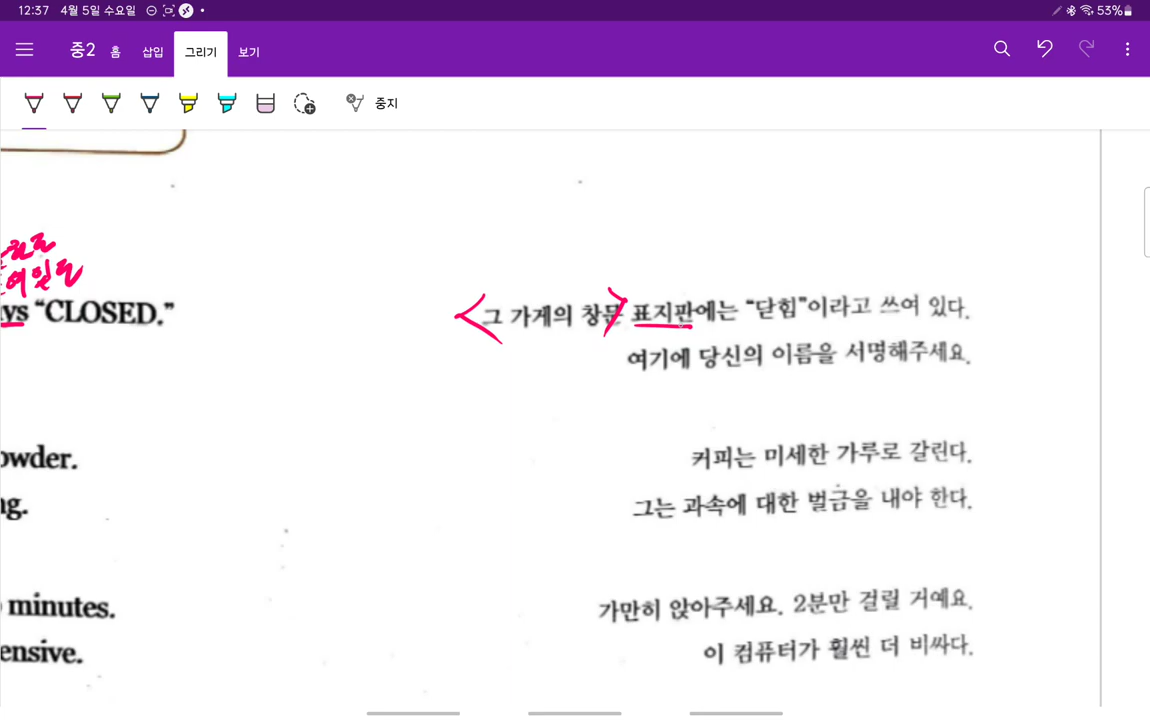 12:37 4월 5일 수요일 53%
중2 홈 삽입 그리기 보기
중지
"CLOSED." 그 가게의 창문 표지판에는 "닫힘"이라고 쓰여 있다.
여기에 당신의 이름을 서명해주세요.
owder. 커피는 미세한 가루로 갈린다.
ng. 그는 과속에 대한 벌금을 내야 한다.
minutes. 가만히 앉아주세요. 2분만 걸릴 거예요.
ensive. 이 컴퓨터가 훨씬 더 비싸다.